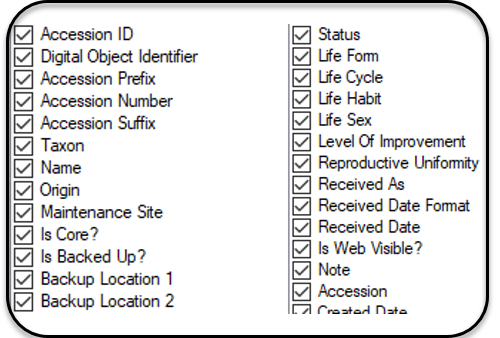 Accession ID
Digital Object Identifier
Accession Prefix
Accession Number
Accession Suffix
Taxon
Name
Origin
Maintenance Site
Is Core?
Is Backed Up?
Backup Location 1
Backup Location 2
Status
Life Form
Life Cycle
Life Habit
Life Sex
Level Of Improvement
Reproductive Uniformity
Received As
Received Date Format
Received Date
Is Web Visible?
Note
Accession
Created Date